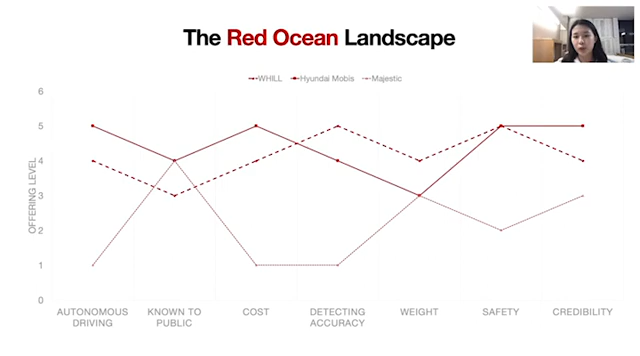 The Red Ocean Landscape
WHILL Hyundai Mobis Majestic
6
5
4
3
2
1
0
OFFERING LEVEL
AUTONOMOUS
DRIVING
KNOWN TO
PUBLIC
COST
DETECTING
ACCURACY
WEIGHT
SAFETY
CREDIBILITY